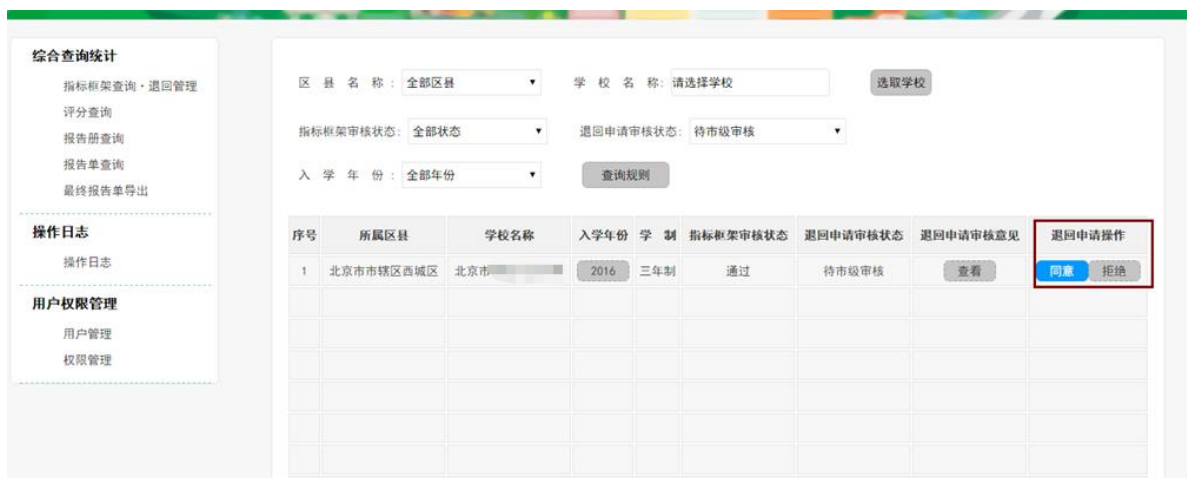 综合查询统计
指标框架查询・退回管理
评分查询
报告册查询
报告单查询
最终报告单导出
操作日志
操作日志
用户权限管理
用户管理
权限管理
区 县 名 称： 全部区县 学 校 名 称: 请选择学校 选取学校
指标框架审核状态: 全部状态 退回申请审核状态: 待市级审核
入 学 年 份 : 全部年份 查询规则
序号 所属区县 学校名称 入学年份 学 制 指标框架审核状态 退回申请审核状态 退回申请审核意见 退回申请操作
1 北京市市辖区西城区 北京市 2016 三年制 通过 待市级审核 查看 同意 拒绝